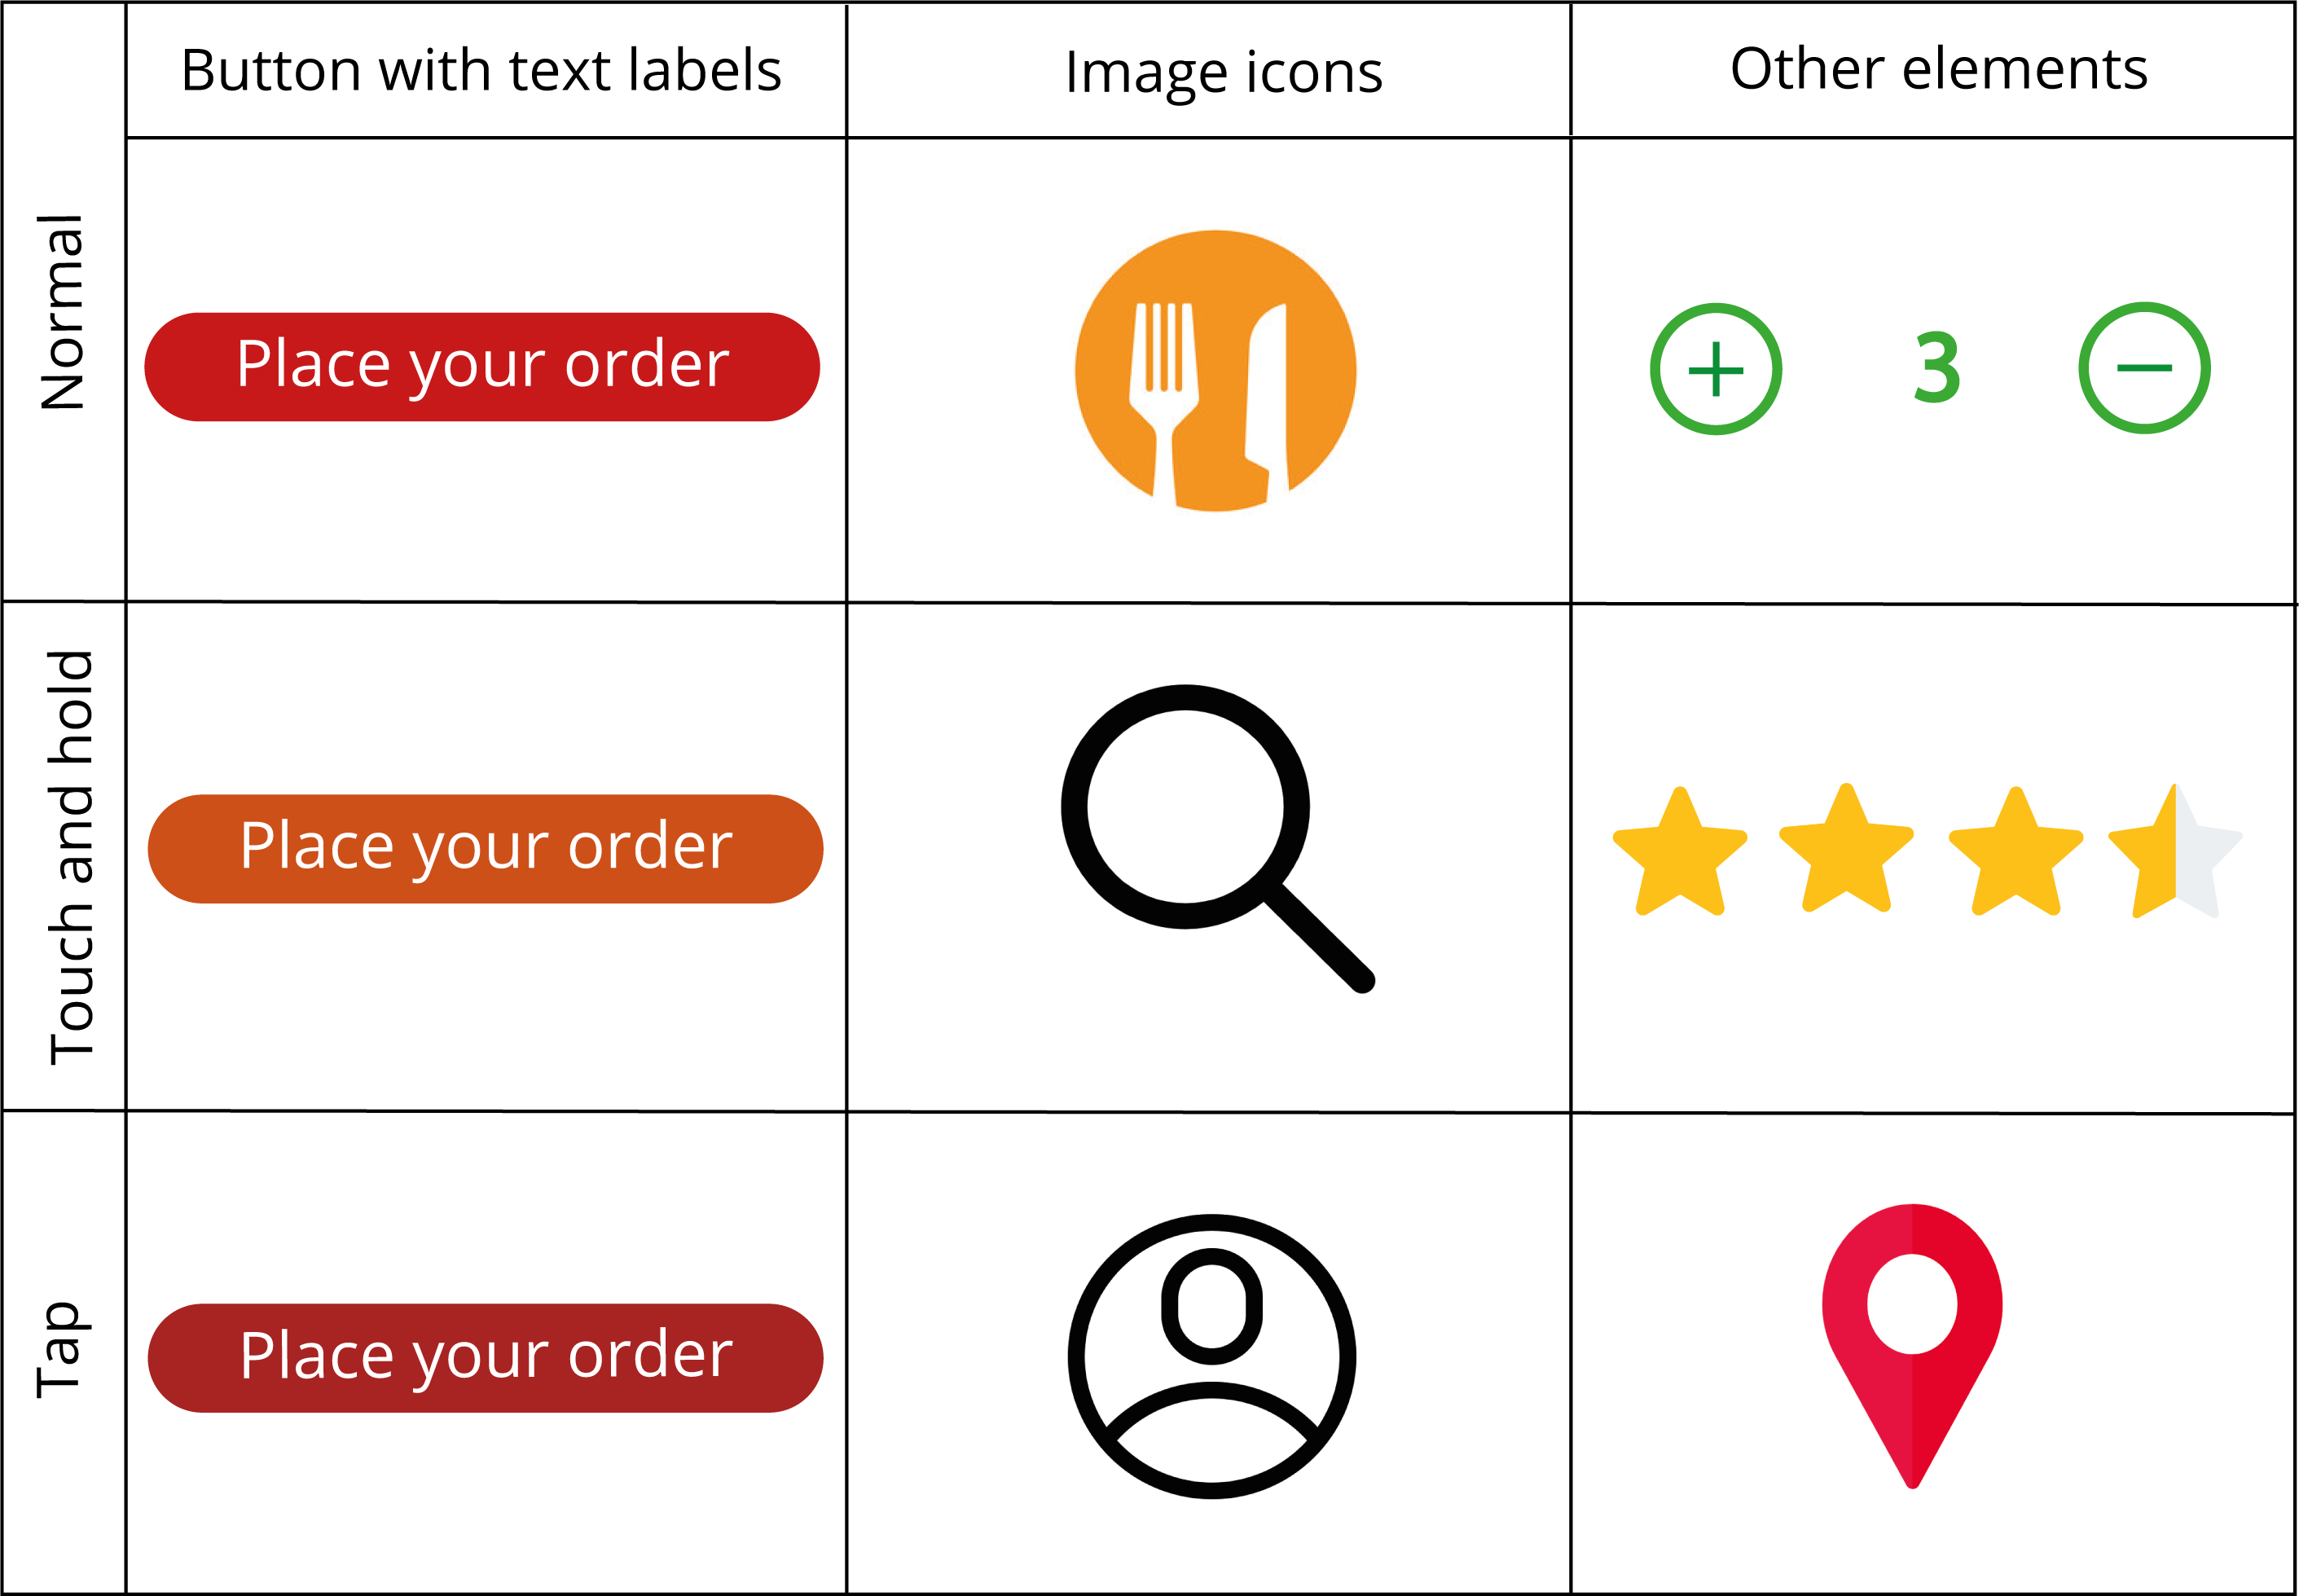 Button with text labels
Image icons
Other elements
Normal
Place your order
3
Touch and hold
Place your order
Tap
Place your order